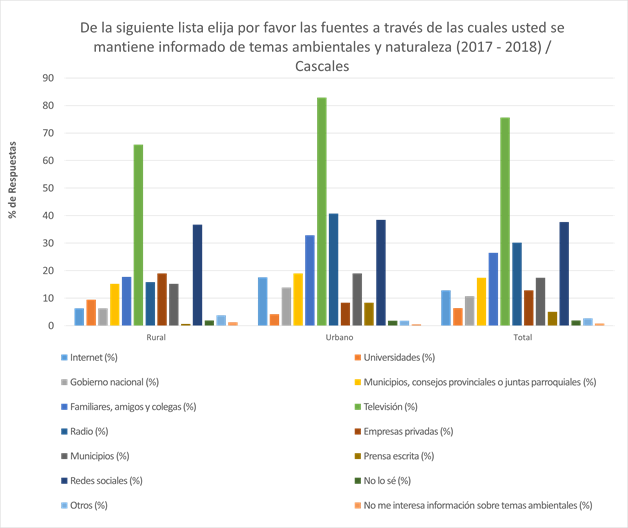 De la siguiente lista elija por favor las fuentes a través de las cuales usted se
mantiene informado de temas ambientales y naturaleza (2017 - 2018) /
Cascales
% de Respuestas
90
80
70
60
50
40
30
20
10
0
Rural
Urbano
Total
Internet (%)
Universidades (%)
Gobierno nacional (%)
Municipios, consejos provinciales o juntas parroquiales (%)
Familiares, amigos y colegas (%)
Televisión (%)
Radio (%)
Empresas privadas (%)
Municipios (%)
Prensa escrita (%)
Redes sociales (%)
No lo sé (%)
Otros (%)
No me interesa información sobre temas ambientales (%)